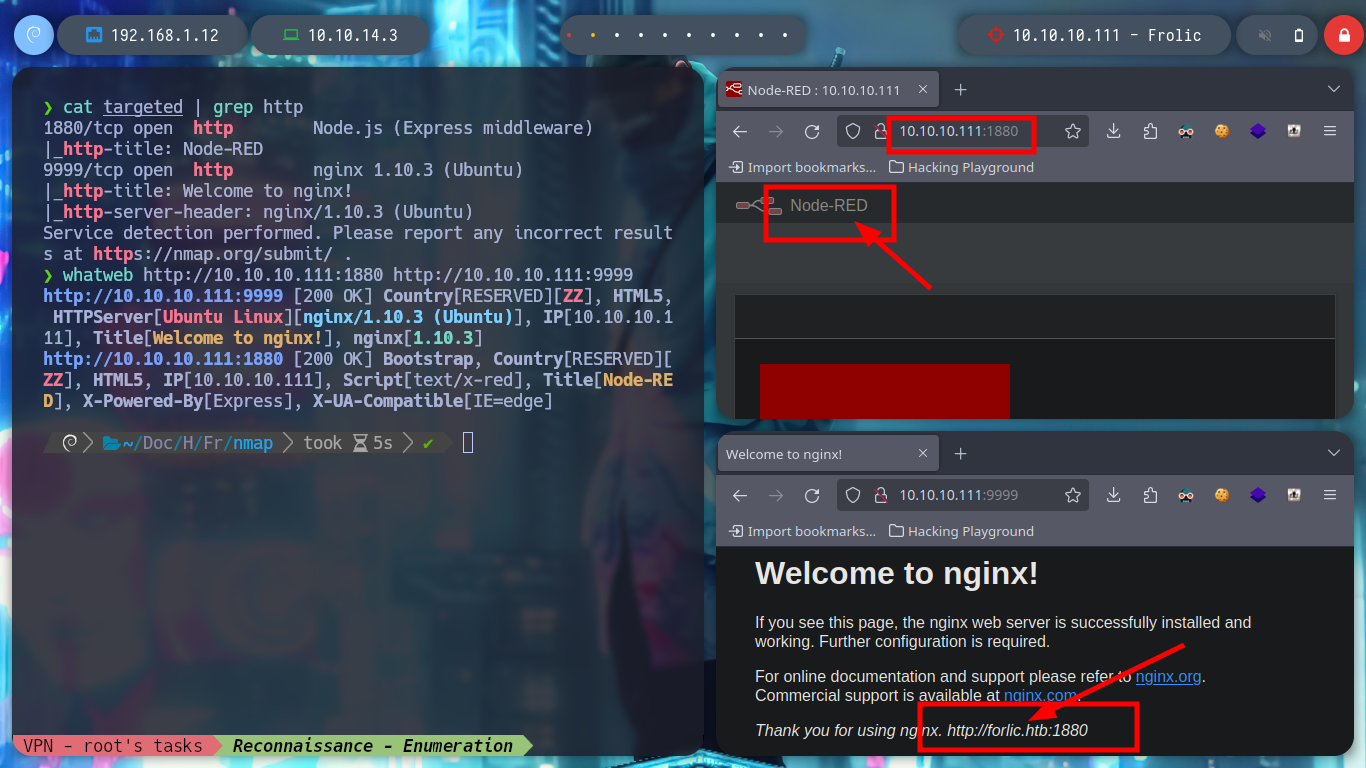 192.168.1.12
10.10.14.3
10.10.10.111 – Frolic
❯ cat targeted | grep http
1880/tcp open  http        Node.js (Express middleware)
|_http-title: Node-RED
9999/tcp open  http        nginx 1.10.3 (Ubuntu)
|_http-title: Welcome to nginx!
|_http-server-header: nginx/1.10.3 (Ubuntu)
Service detection performed. Please report any incorrect result
s at https://nmap.org/submit/ .
❯ whatweb http://10.10.10.111:1880 http://10.10.10.111:9999
http://10.10.10.111:9999 [200 OK] Country[RESERVED][ZZ], HTML5,
 HTTPServer[Ubuntu Linux][nginx/1.10.3 (Ubuntu)], IP[10.10.10.1
11], Title[Welcome to nginx!], nginx[1.10.3]
http://10.10.10.111:1880 [200 OK] Bootstrap, Country[RESERVED][
ZZ], HTML5, IP[10.10.10.111], Script[text/x-red], Title[Node-RE
D], X-Powered-By[Express], X-UA-Compatible[IE=edge]
~/Doc/H/Fr/nmap > took 5s > ✔
VPN - root's tasks
Reconnaissance - Enumeration
Node-RED : 10.10.10.111
10.10.10.111:1880
Import bookmarks... Hacking Playground
Node-RED
Welcome to nginx!
10.10.10.111:9999
Import bookmarks... Hacking Playground
Welcome to nginx!
If you see this page, the nginx web server is successfully installed and
working. Further configuration is required.
For online documentation and support please refer to nginx.org.
Commercial support is available at nginx.com.
Thank you for using nginx. http://forlic.htb:1880